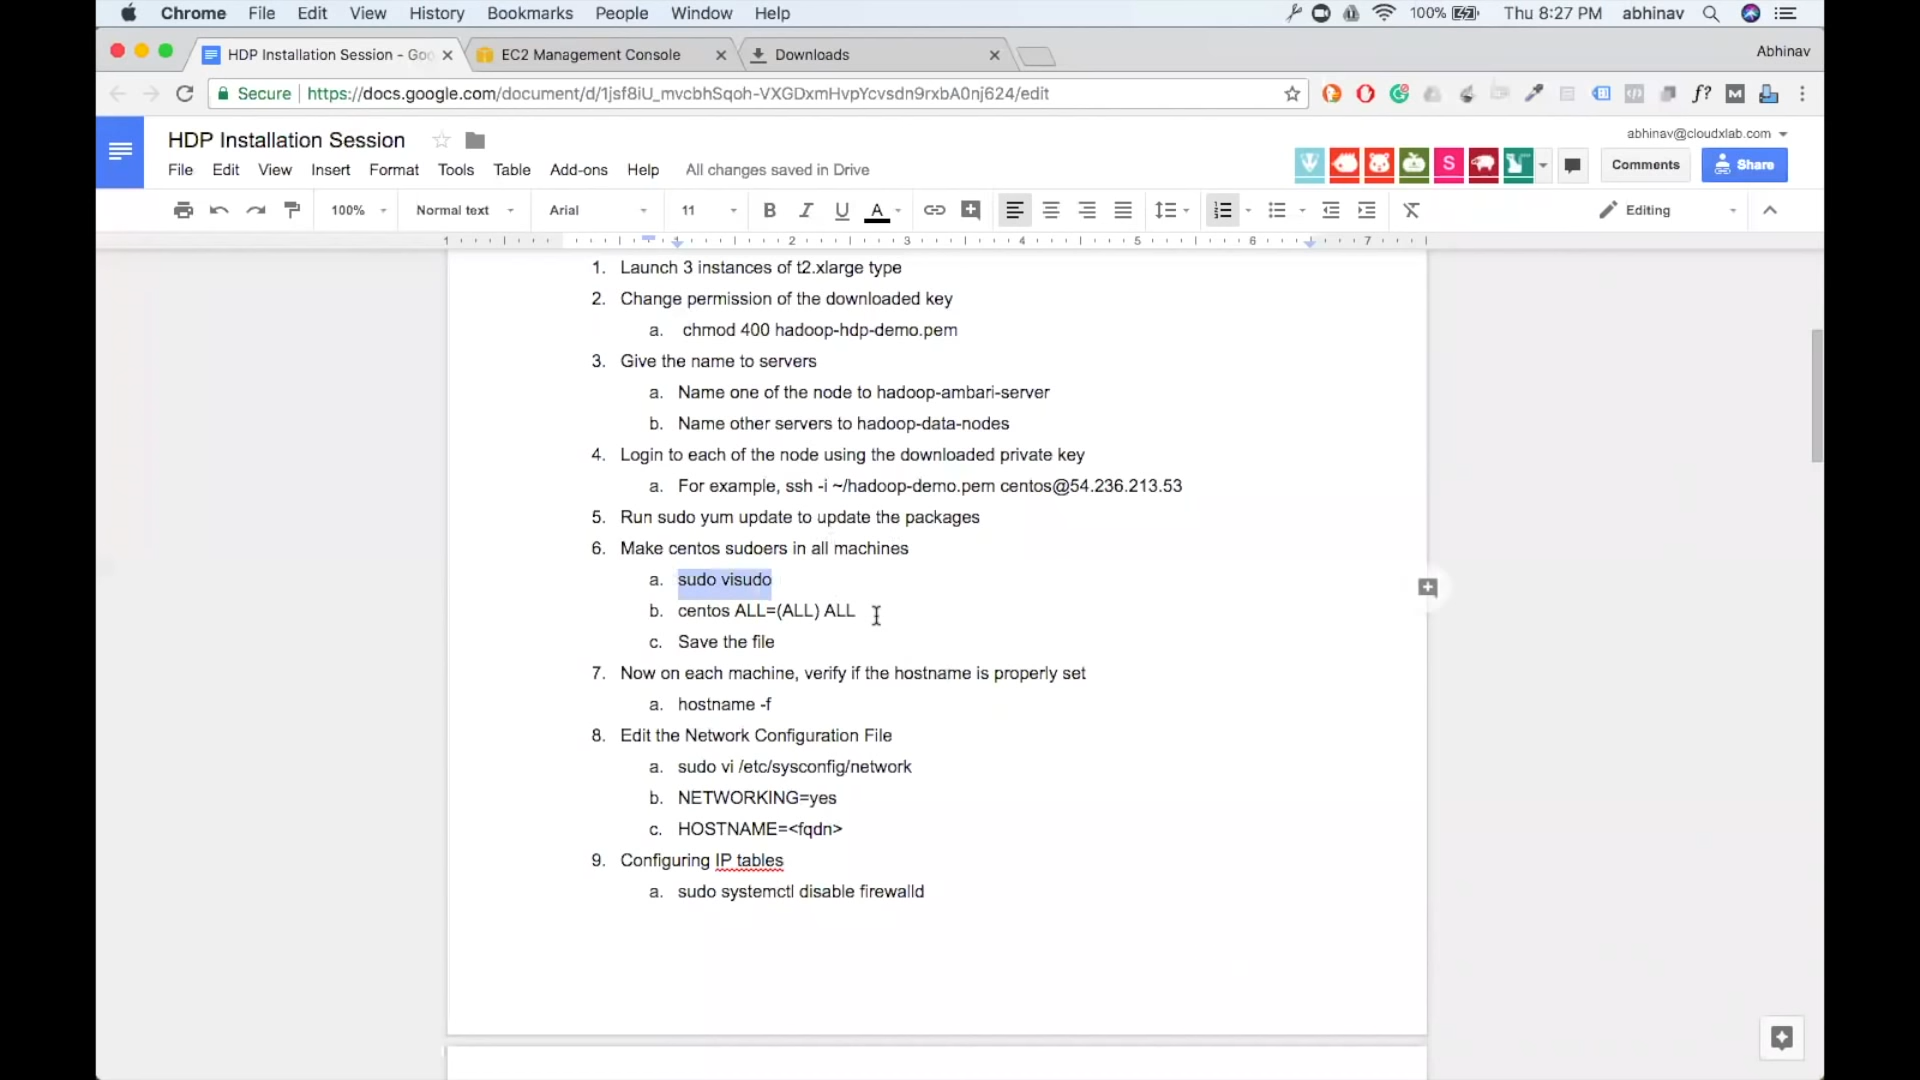 Chrome File Edit View History Bookmarks People Window Help 100% Thu 8:27 PM abhinav
HDP Installation Session - Goo EC2 Management Console Downloads Abhinav
Secure https://docs.google.com/document/d/1jsf8iU_mvcbhSqoh-VXGDxmHvpYcvsdn9rxbA0nj624/edit f? M
HDP Installation Session abhinav@cloudxlab.com
File Edit View Insert Format Tools Table Add-ons Help All changes saved in Drive S Comments Share
100% Normal text Arial 11 B I U A Editing
1 1 2 3 4 5 6 7
1. Launch 3 instances of t2.xlarge type
2. Change permission of the downloaded key
a. chmod 400 hadoop-hdp-demo.pem
3. Give the name to servers
a. Name one of the node to hadoop-ambari-server
b. Name other servers to hadoop-data-nodes
4. Login to each of the node using the downloaded private key
a. For example, ssh -i ~/hadoop-demo.pem centos@54.236.213.53
5. Run sudo yum update to update the packages
6. Make centos sudoers in all machines
a. sudo visudo
b. centos ALL=(ALL) ALL
c. Save the file
7. Now on each machine, verify if the hostname is properly set
a. hostname -f
8. Edit the Network Configuration File
a. sudo vi /etc/sysconfig/network
b. NETWORKING=yes
c. HOSTNAME=<fqdn>
9. Configuring IP tables
a. sudo systemctl disable firewalld